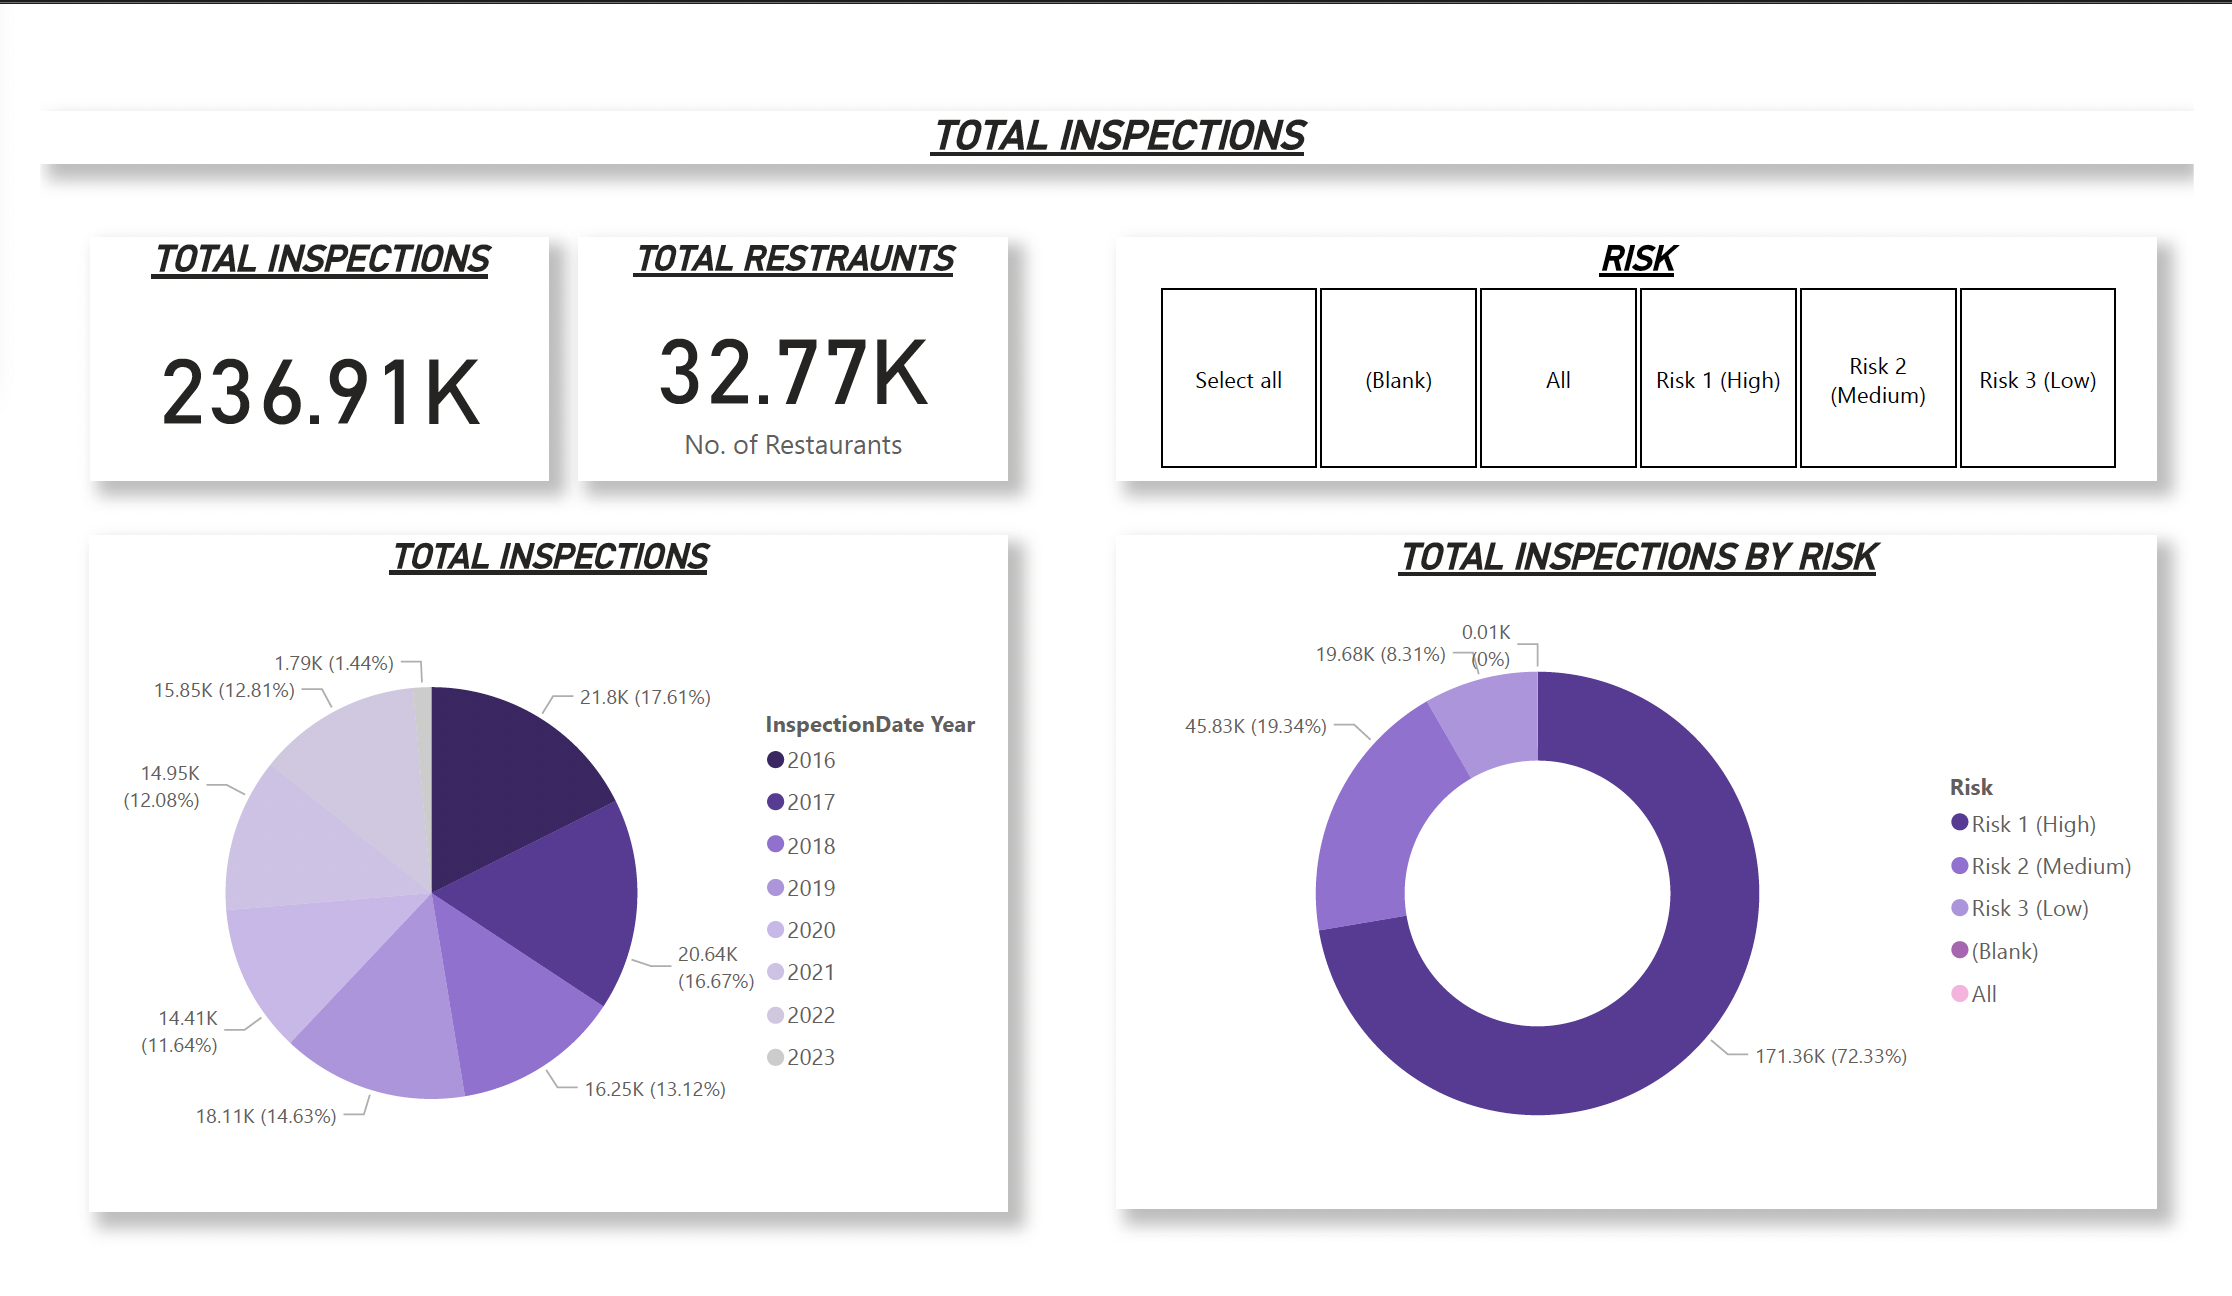 TOTAL INSPECTIONS
TOTAL INSPECTIONS
236.91K
TOTAL RESTRAUNTS
32.77K
No. of Restaurants
RISK
Select all
(Blank)
All
Risk 1 (High)
Risk 2
(Medium)
Risk 3 (Low)
TOTAL INSPECTIONS
1.79K (1.44%)
15.85K (12.81%)
14.95K
(12.08%)
14.41K
(11.64%)
18.11K (14.63%)
21.8K (17.61%)
20.64K
(16.67%)
16.25K (13.12%)
InspectionDate Year
2016
2017
2018
2019
2020
2021
2022
2023
TOTAL INSPECTIONS BY RISK
0.01K
(0%)
19.68K (8.31%)
45.83K (19.34%)
171.36K (72.33%)
Risk
Risk 1 (High)
Risk 2 (Medium)
Risk 3 (Low)
(Blank)
All